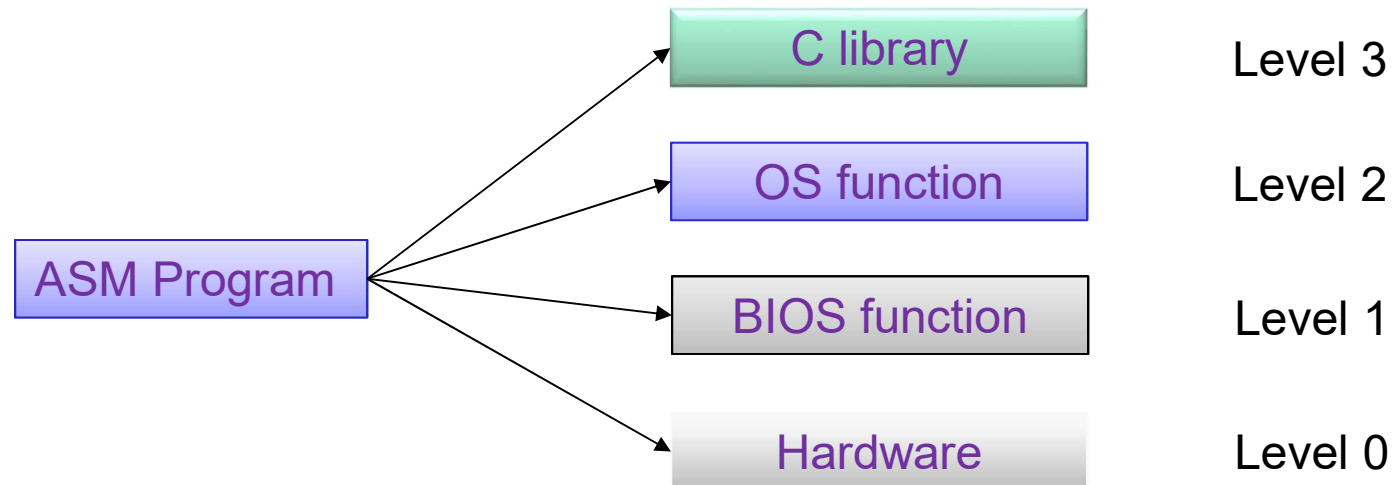 C library
Level 3
OS function
Level 2
ASM Program
BIOS function
Level 1
Hardware
Level 0